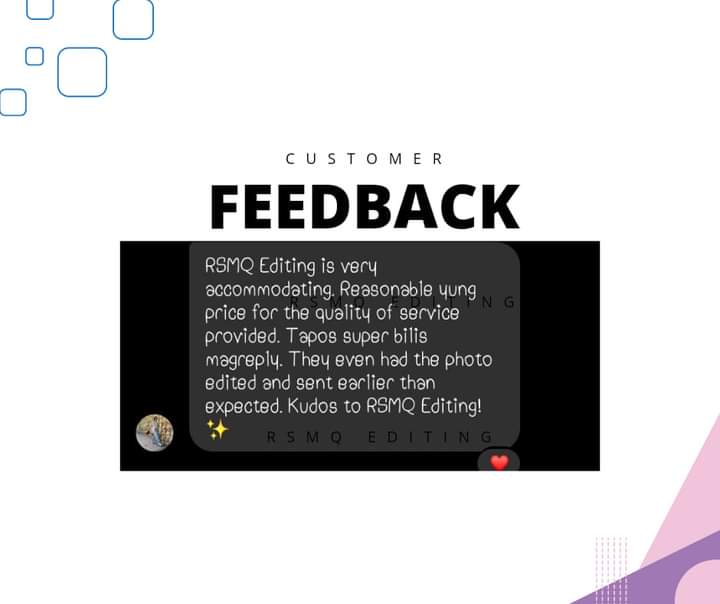 CUSTOMER
FEEDBACK
RSMQ Editing is very
accommodating. Reasonable yung
RSMQ EDITING
price for the quality of service
provided. Tapos super bilis
magreply. They even had the photo
edited and sent earlier than
expected. Kudos to RSMQ Editing!
✨
RSMQ EDITING